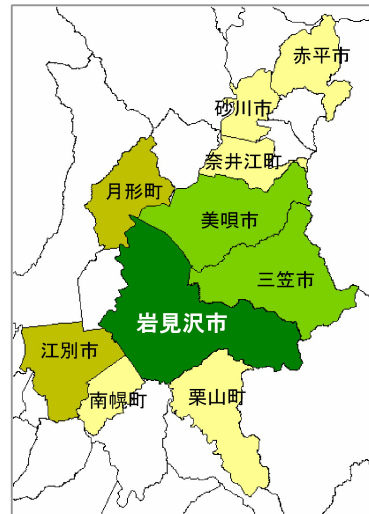 赤平市
砂川市
奈井江町
月形町
美唄市
三笠市
岩見沢市
江別市
南幌町
栗山町